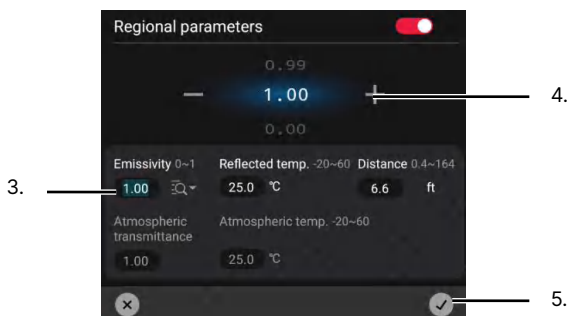 Regional parameters
0.99
− 1.00 +
4.
0.00
Emissivity 0~1 Reflected temp. -20~60 Distance 0.4~164
3.
1.00 25.0 ℃ 6.6 ft
Atmospheric transmittance Atmospheric temp. -20~60
1.00 25.0 ℃
5.